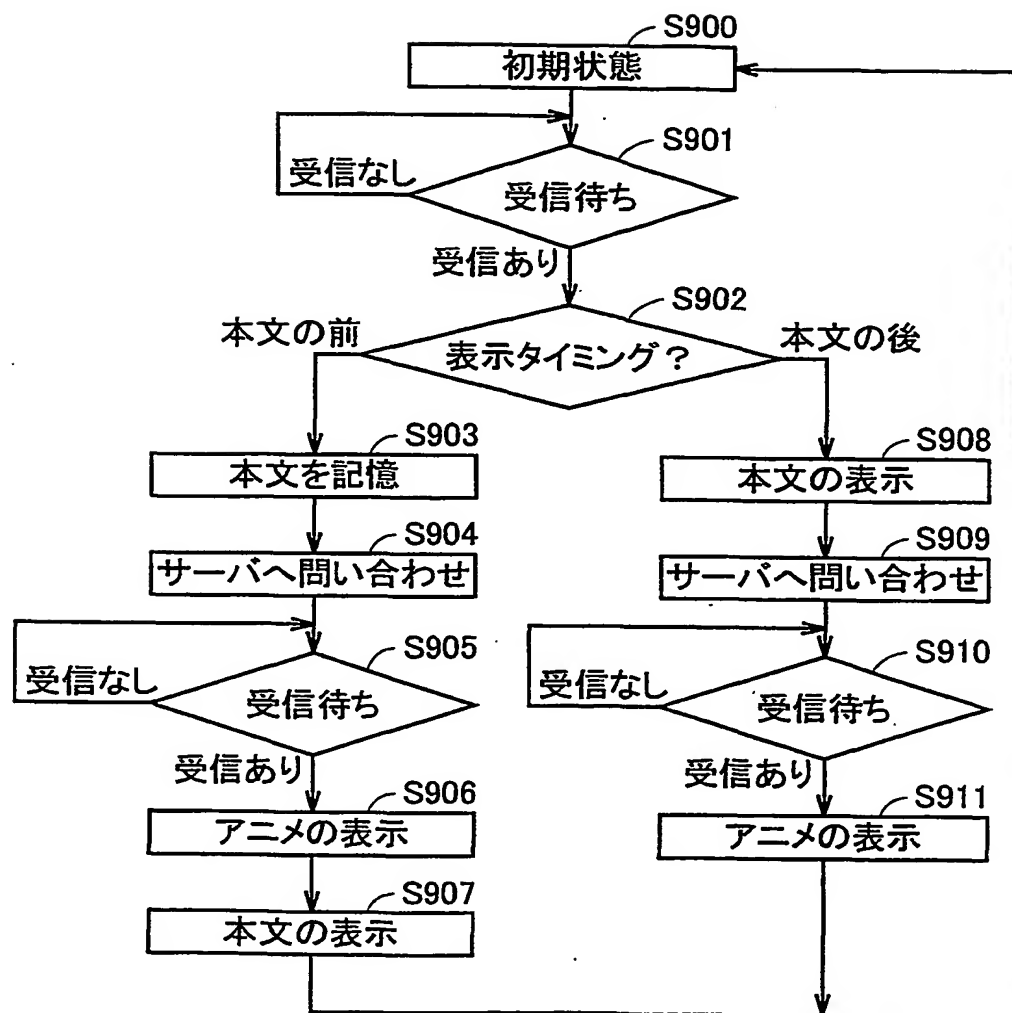 S900
初期状態
S901
受信なし
受信待ち
受信あり
S902
本文の前
表示タイミング?
本文の後
S903
本文を記憶
S904
サーバへ問い合わせ
S905
受信なし
受信待ち
受信あり
S906
アニメの表示
S907
本文の表示
S908
本文の表示
S909
サーバへ問い合わせ
S910
受信なし
受信待ち
受信あり
S911
アニメの表示